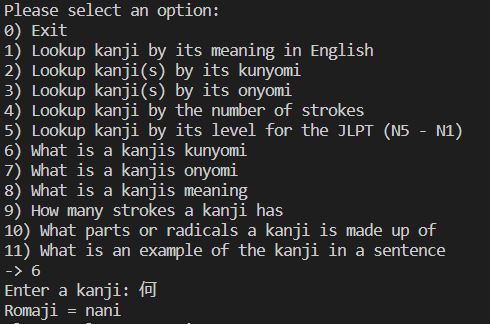 Please select an option:
0) Exit
1) Lookup kanji by its meaning in English
2) Lookup kanji(s) by its kunyomi
3) Lookup kanji(s) by its onyomi
4) Lookup kanji by the number of strokes
5) Lookup kanji by its level for the JLPT (N5 - N1)
6) What is a kanjis kunyomi
7) What is a kanjis onyomi
8) What is a kanjis meaning
9) How many strokes a kanji has
10) What parts or radicals a kanji is made up of
11) What is an example of the kanji in a sentence
-> 6
Enter a kanji: 何
Romaji = nani